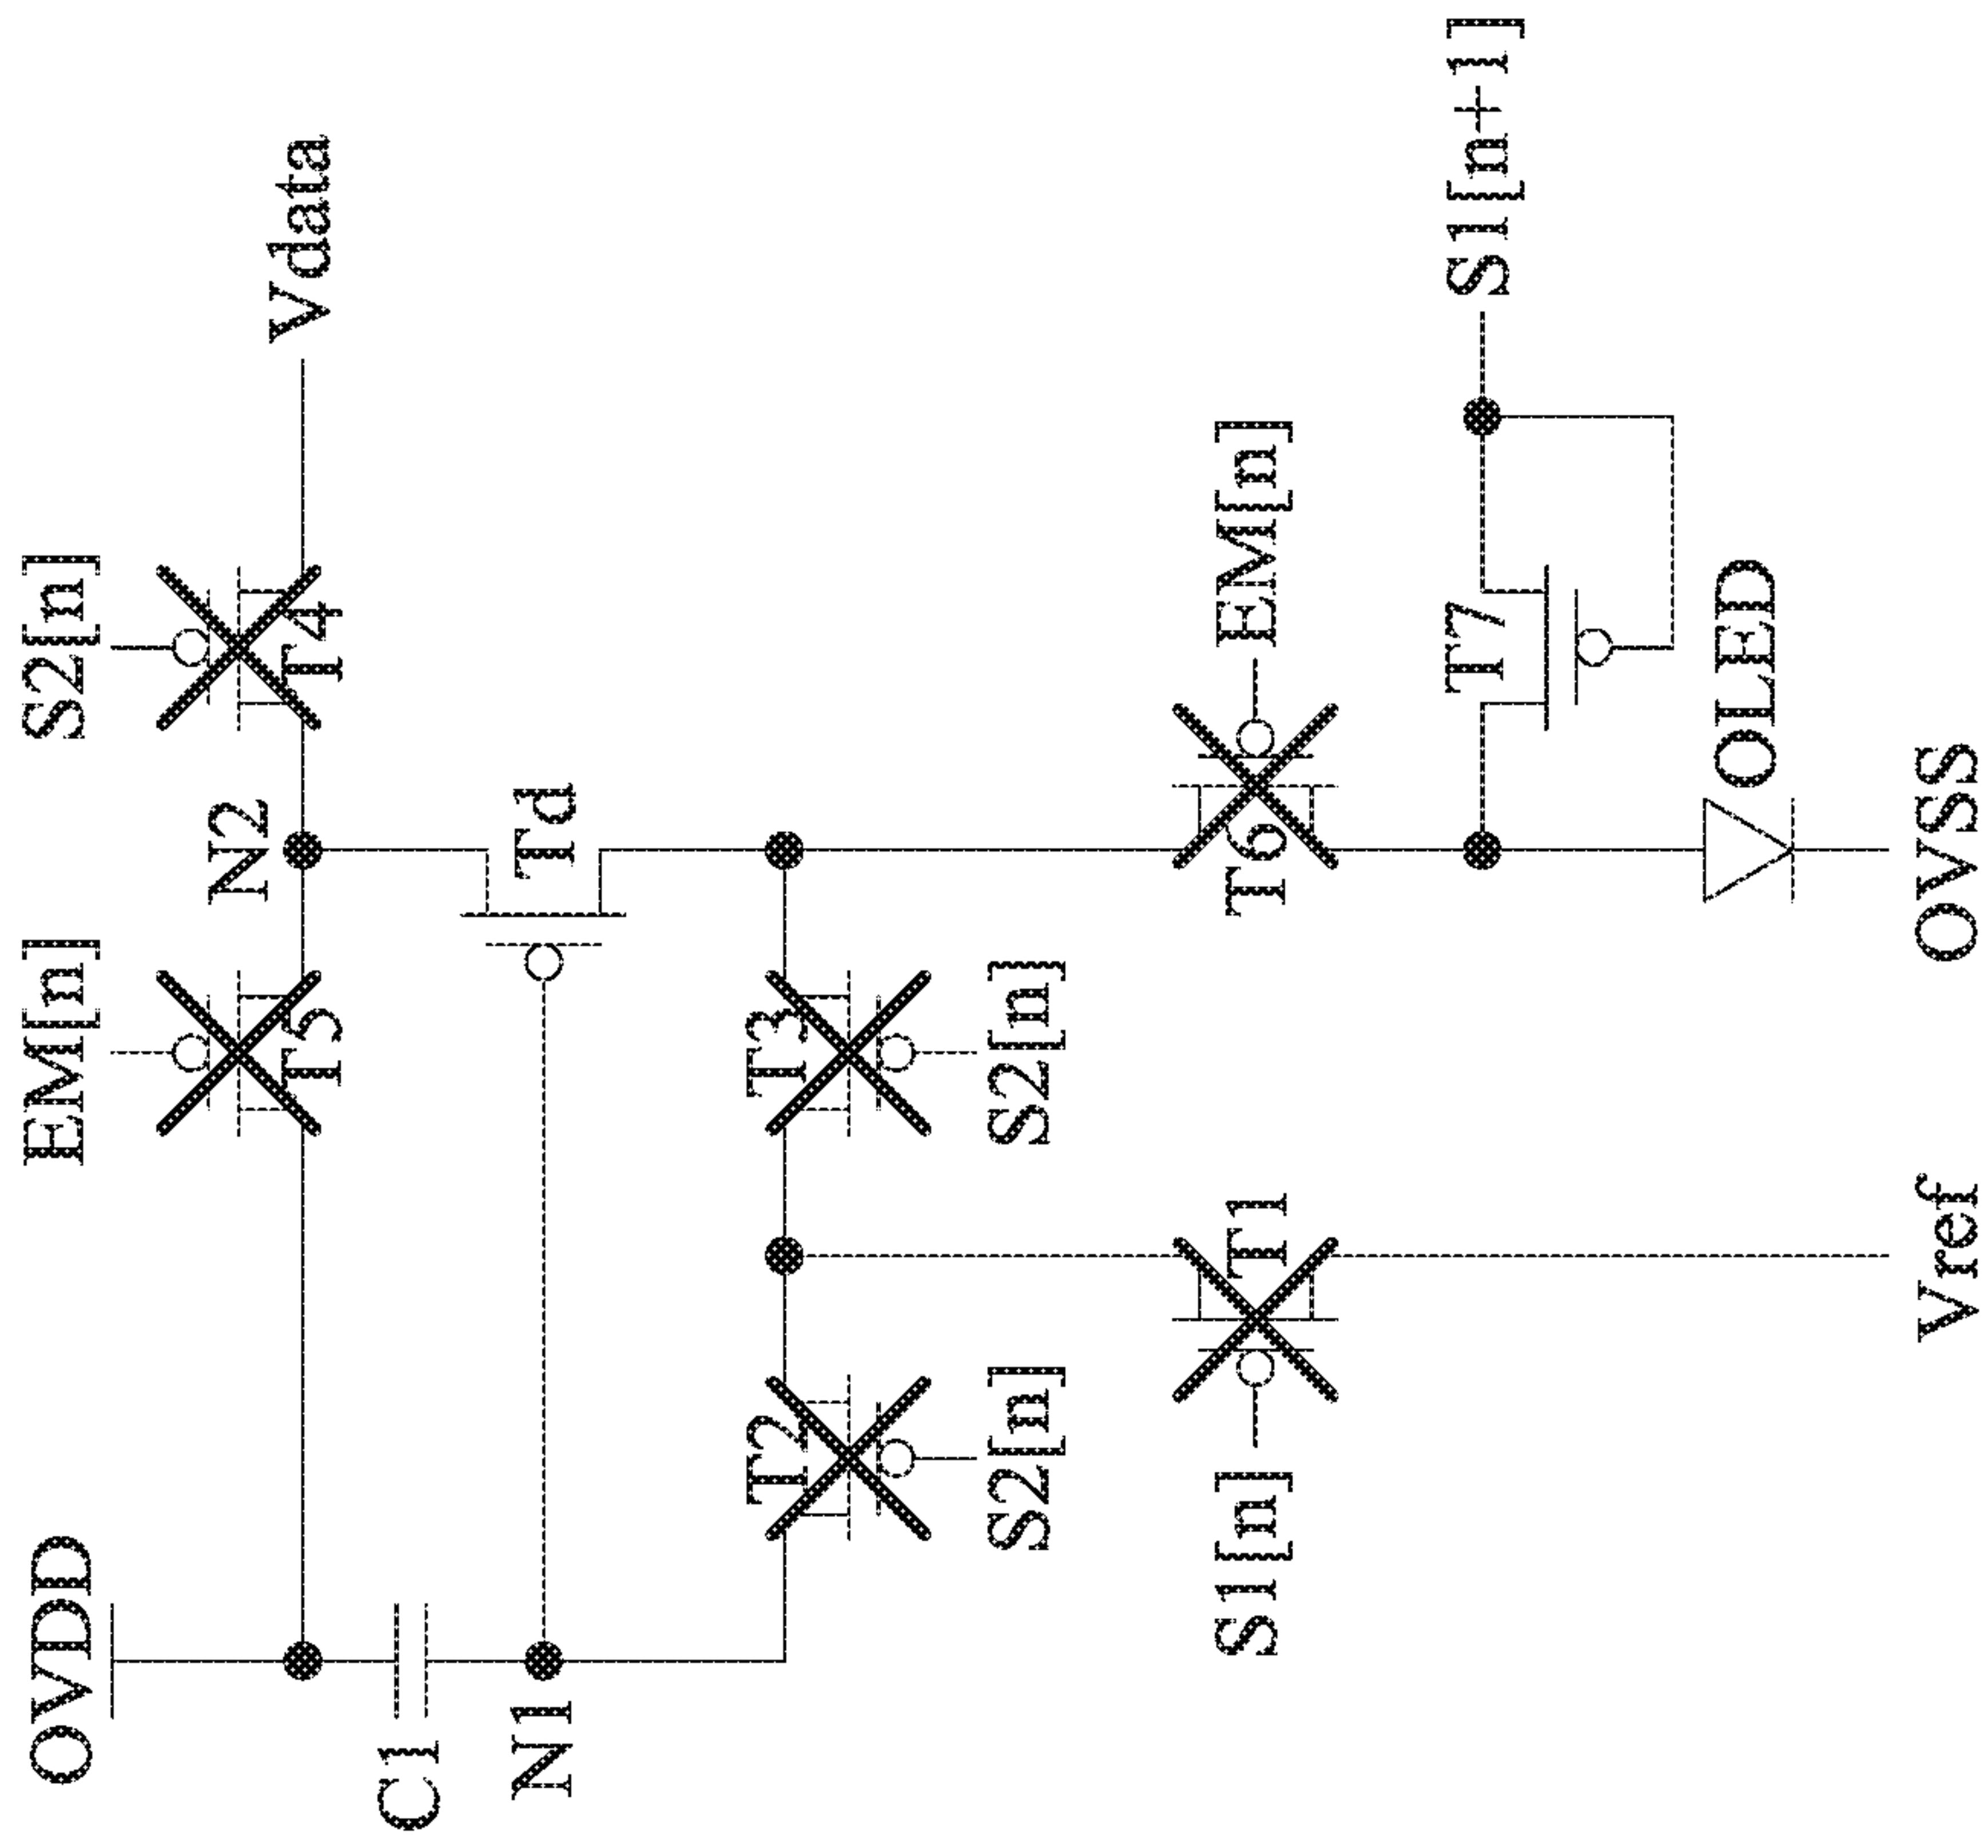 OVDD
EM[n]
S2[n]
T5
T4
Vdata
N2
C1
N1
Td
T2
T3
S2[n]
S2[n]
S1[n]
T1
T6
EM[n]
T7
S1[n+1]
OLED
Vref
OVSS